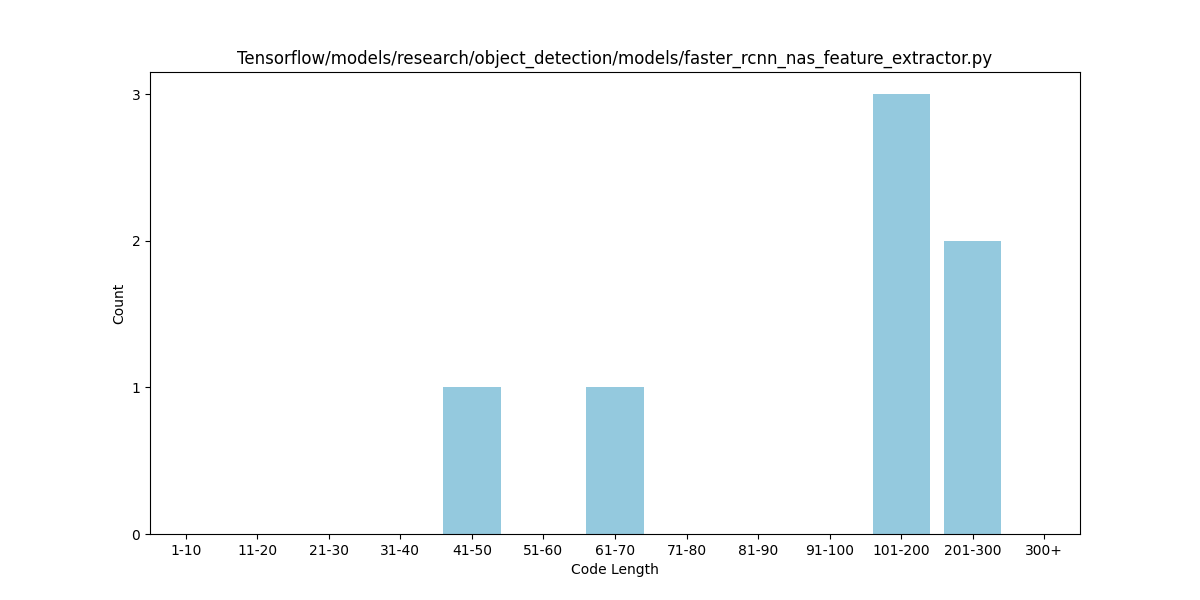 Tensorflow/models/research/object_detection/models/faster_rcnn_nas_feature_extractor.py
3
2
1
0
Count
1-10 11-20 21-30 31-40 41-50 51-60 61-70 71-80 81-90 91-100 101-200 201-300 300+
Code Length